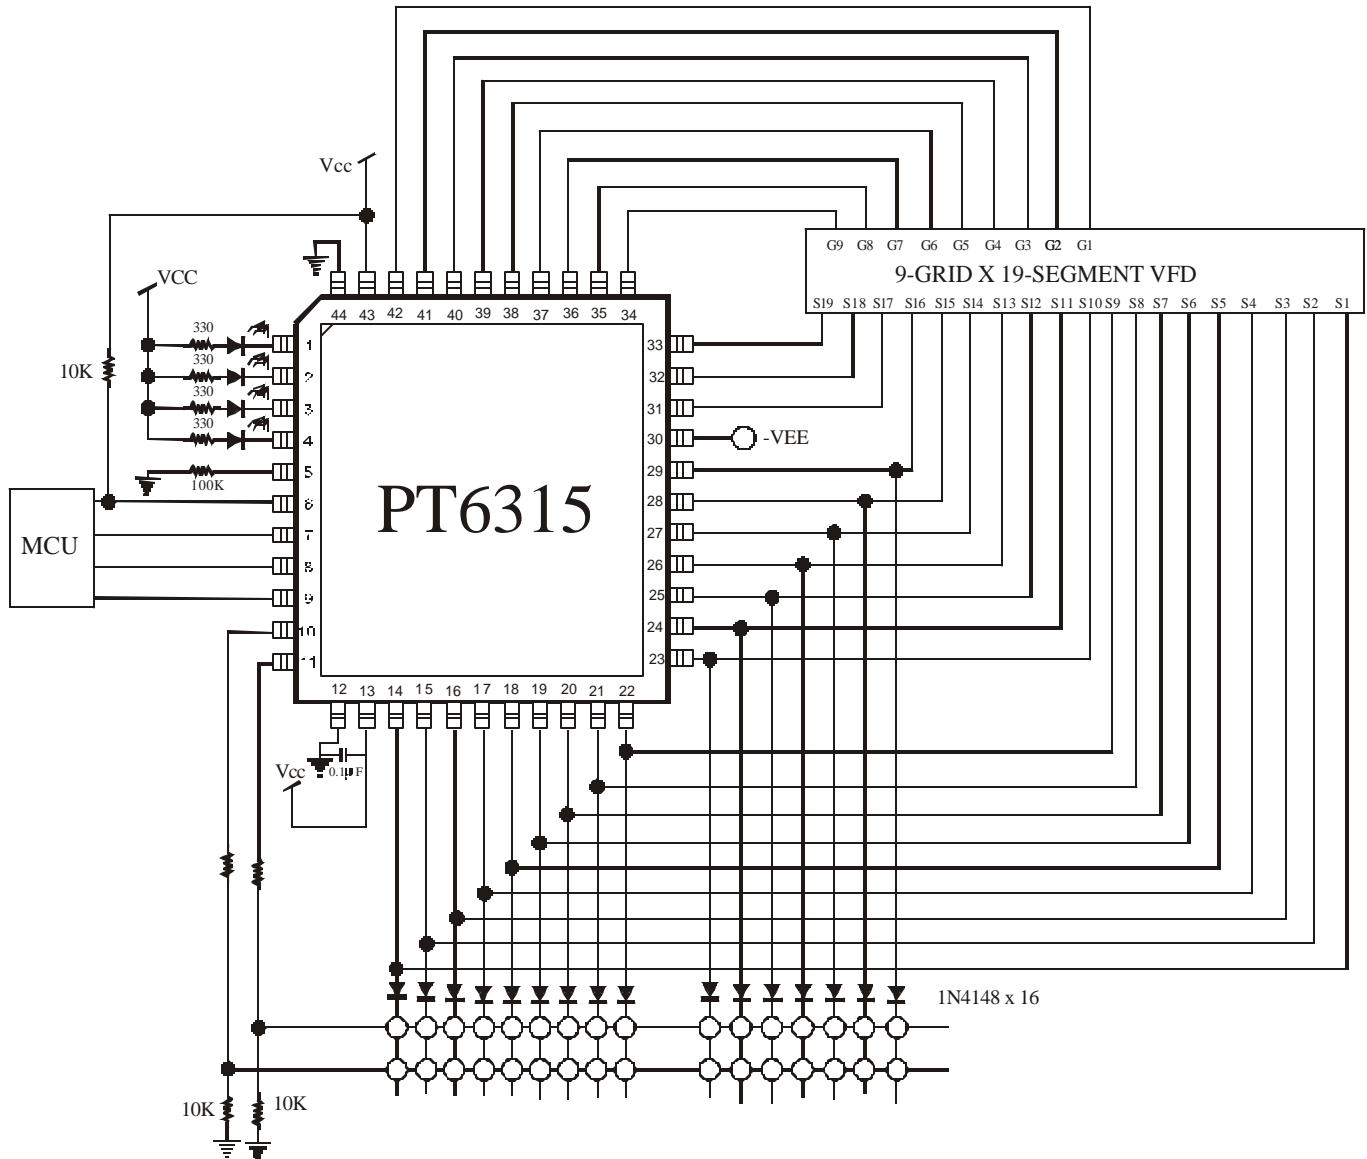 Vcc
VCC
G9 G8 G7 G6 G5 G4 G3 G2 G1
9-GRID X 19-SEGMENT VFD
S19 S18 S17 S16 S15 S14 S13 S12 S11 S10 S9 S8 S7 S6 S5 S4 S3 S2 S1
44 43 42 41 40 39 38 37 36 35 34
330
1
33
330
10K
2
32
330
3
31
330
4
30
-VEE
5
29
100K
6
28
PT6315
7
27
MCU
8
26
9
25
10
24
11
23
12 13 14 15 16 17 18 19 20 21 22
Vcc
0.1μF
1N4148 x 16
10K
10K